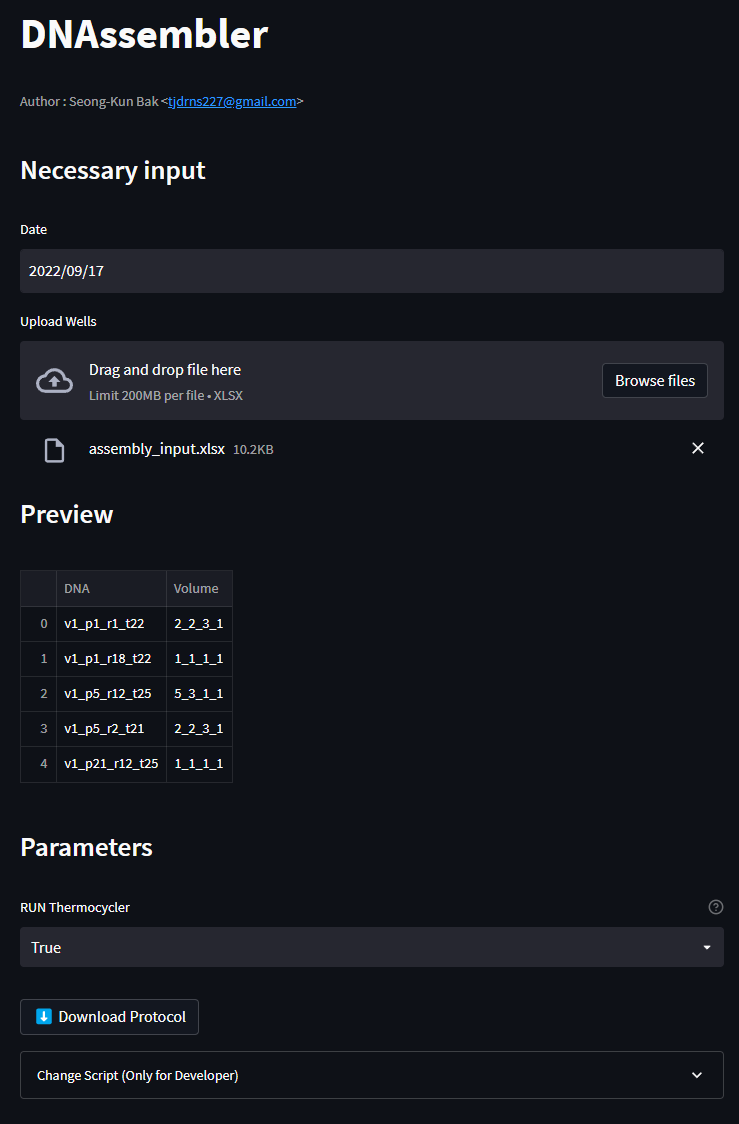 DNAssembler
Author : Seong-Kun Bak <tjdrns227@gmail.com>
Necessary input
Date
2022/09/17
Upload Wells
Drag and drop file here
Limit 200MB per file • XLSX
Browse files
assembly_input.xlsx 10.2KB
Preview
DNA Volume
0 v1_p1_r1_t22 2_2_3_1
1 v1_p1_r18_t22 1_1_1_1
2 v1_p5_r12_t25 5_3_1_1
3 v1_p5_r2_t21 2_2_3_1
4 v1_p21_r12_t25 1_1_1_1
Parameters
RUN Thermocycler
True
Download Protocol
Change Script (Only for Developer)